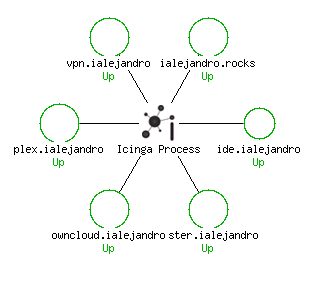 vpn.ialejandro ialejandro.rocks
Up Up
plex.ialejandro Icinga Process ide.ialejandro
Up Up
owncloud.ialejandro ster.ialejandro
Up Up